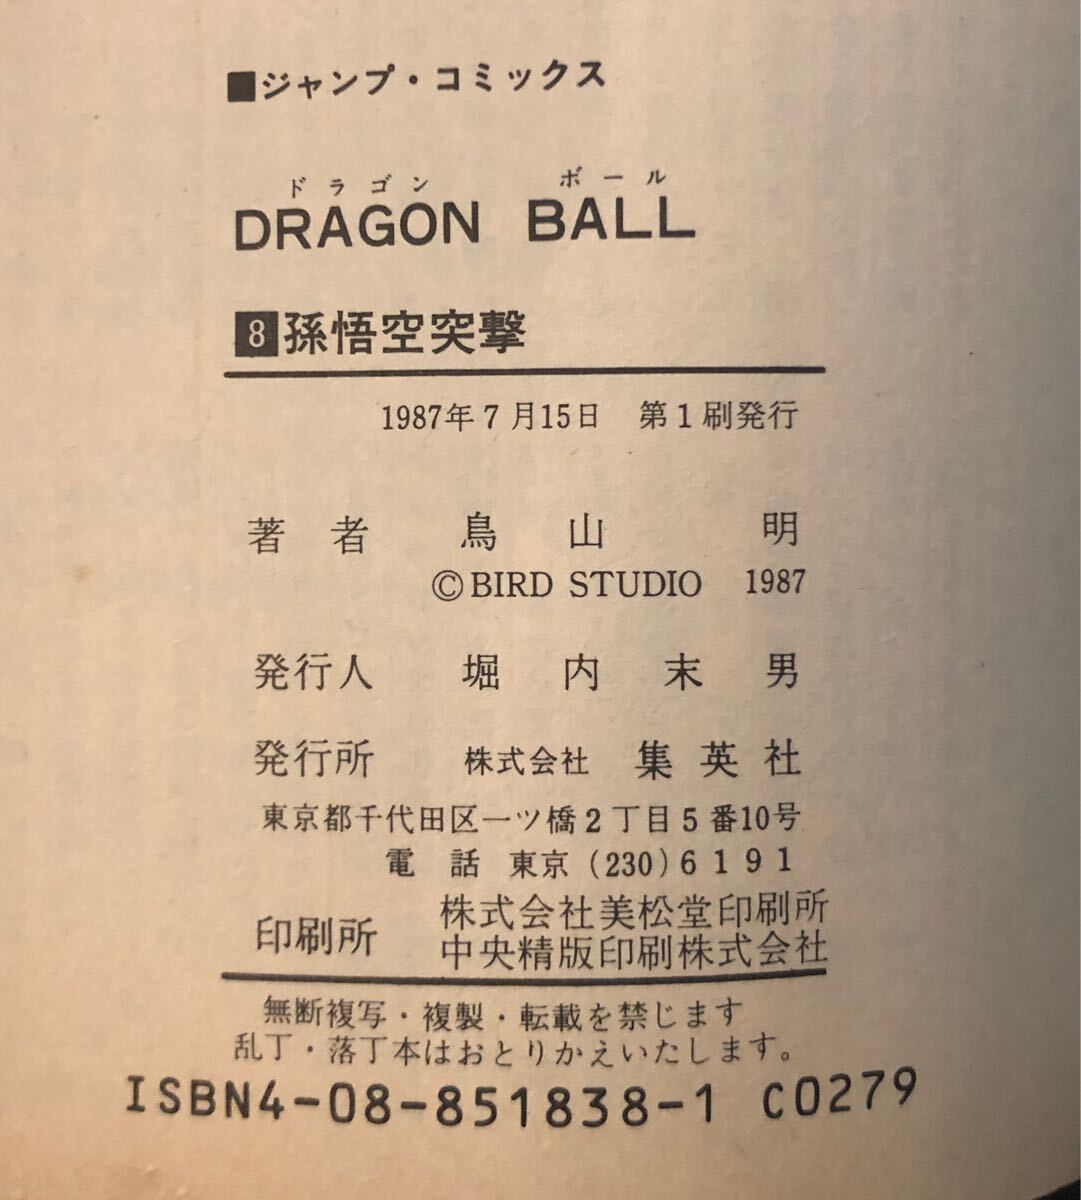 ■ジャンプ・コミックス
ドラゴン ボール
DRAGON BALL
8 孫悟空突撃
1987年7月15日 第1刷発行
著者 鳥山 明
©BIRD STUDIO 1987
発行人 堀内末男
発行所 株式会社 集英社
東京都千代田区一ツ橋2丁目5番10号
電話 東京(230)6191
印刷所 株式会社美松堂印刷所
中央精版印刷株式会社
無断複写・複製・転載を禁じます
乱丁・落丁本はおとりかえいたします。
ISBN4-08-851838-1 C0279